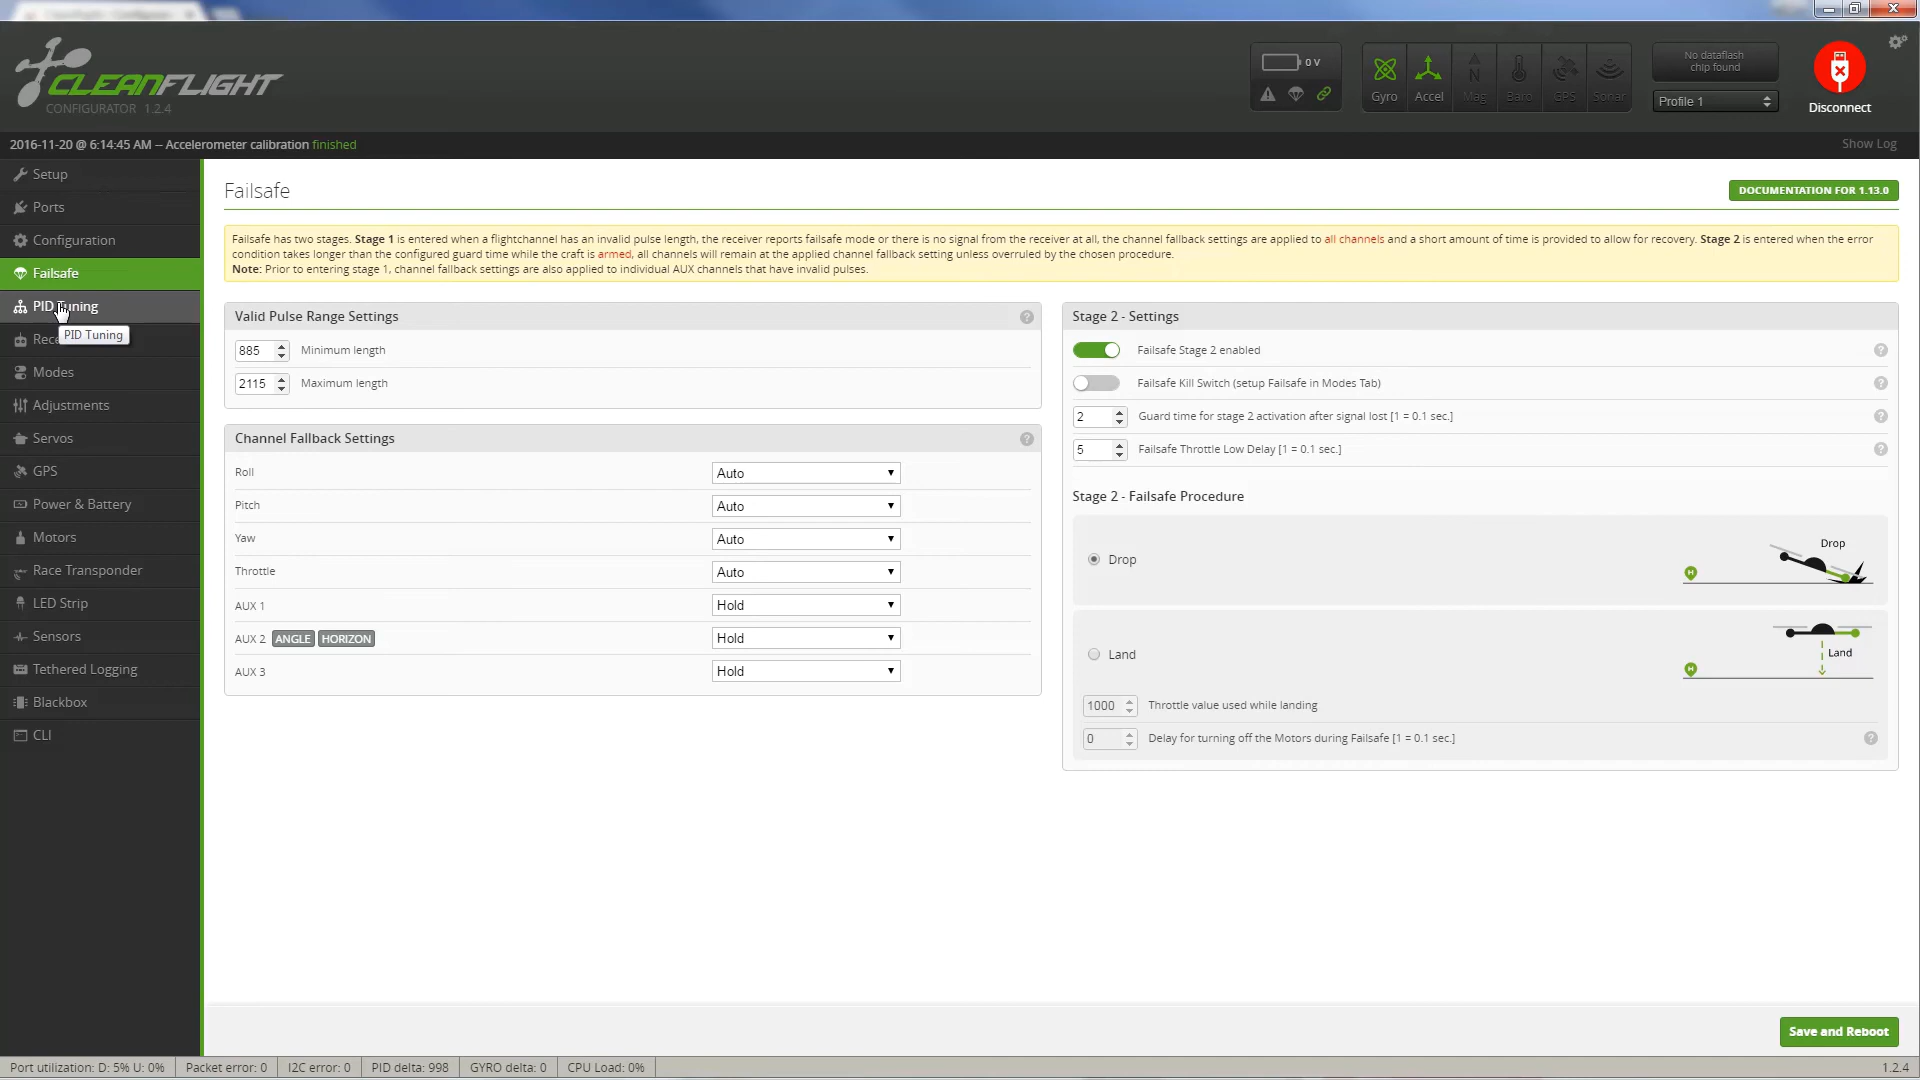 CLEANFLIGHT
CONFIGURATOR 1.2.4
0 V
Gyro
Accel
Mag
Baro
GPS
Sonar
No dataflash
chip found
Profile 1
Disconnect
2016-11-20 @ 6:14:45 AM -- Accelerometer calibration finished
Show Log
Setup
Ports
Configuration
Failsafe
PID Tuning
PID Tuning
Modes
Adjustments
Servos
GPS
Power & Battery
Motors
Race Transponder
LED Strip
Sensors
Tethered Logging
Blackbox
CLI
Failsafe
DOCUMENTATION FOR 1.13.0
Failsafe has two stages. Stage 1 is entered when a flightchannel has an invalid pulse length, the receiver reports failsafe mode or there is no signal from the receiver at all, the channel fallback settings are applied to all channels and a short amount of time is provided to allow for recovery. Stage 2 is entered when the error
condition takes longer than the configured guard time while the craft is armed, all channels will remain at the applied channel fallback setting unless overruled by the chosen procedure.
Note: Prior to entering stage 1, channel fallback settings are also applied to individual AUX channels that have invalid pulses.
Valid Pulse Range Settings
885 Minimum length
2115 Maximum length
Channel Fallback Settings
Roll Auto
Pitch Auto
Yaw Auto
Throttle Auto
AUX 1 Hold
AUX 2 ANGLE HORIZON Hold
AUX 3 Hold
Stage 2 - Settings
Failsafe Stage 2 enabled
Failsafe Kill Switch (setup Failsafe in Modes Tab)
2 Guard time for stage 2 activation after signal lost [1 = 0.1 sec.]
5 Failsafe Throttle Low Delay [1 = 0.1 sec.]
Stage 2 - Failsafe Procedure
Drop
Drop
H
Land
Land
H
1000 Throttle value used while landing
0 Delay for turning off the Motors during Failsafe [1 = 0.1 sec.]
Save and Reboot
Port utilization: D: 5% U: 0%
Packet error: 0
I2C error: 0
PID delta: 998
GYRO delta: 0
CPU Load: 0%
1.2.4